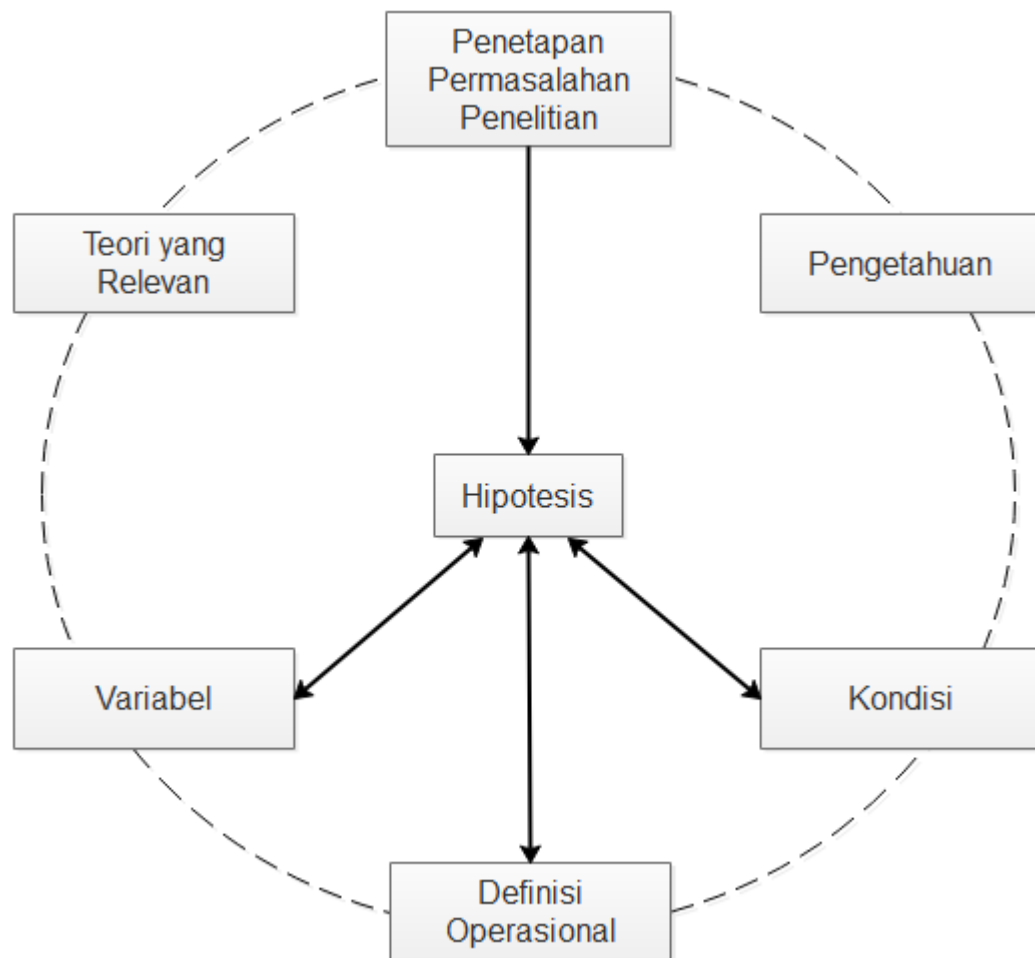 Penetapan
Permasalahan
Penelitian
Teori yang
Relevan
Pengetahuan
Hipotesis
Variabel
Kondisi
Definisi
Operasional